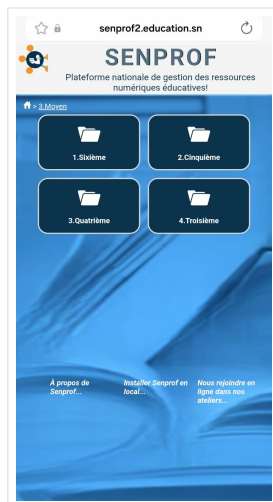 senprof2.education.sn
SENPROF
Plateforme nationale de gestion des ressources
numériques éducatives!
> 3.Moyen
1.Sixième
2.Cinquième
3.Quatrième
4.Troisième
À propos de
Senprof...
Installer Senprof en
local...
Nous rejoindre en
ligne dans nos
ateliers...